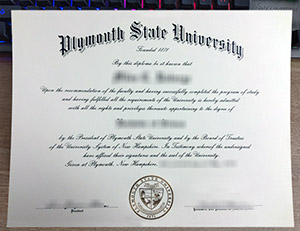 Plymouth State University
Founded 1871
By this diploma be it known that
Upon the recommendation of the faculty and having successfully completed the program of study
and having fulfilled all the requirements of the University is hereby admitted
with all the rights and privileges thereunto appertaining to the degree of
by the President of Plymouth State University and by the Board of Trustees
of the University System of New Hampshire. In Testimony whereof the undersigned
have affixed their signatures and the seal of the University.
Given at Plymouth, New Hampshire,
President